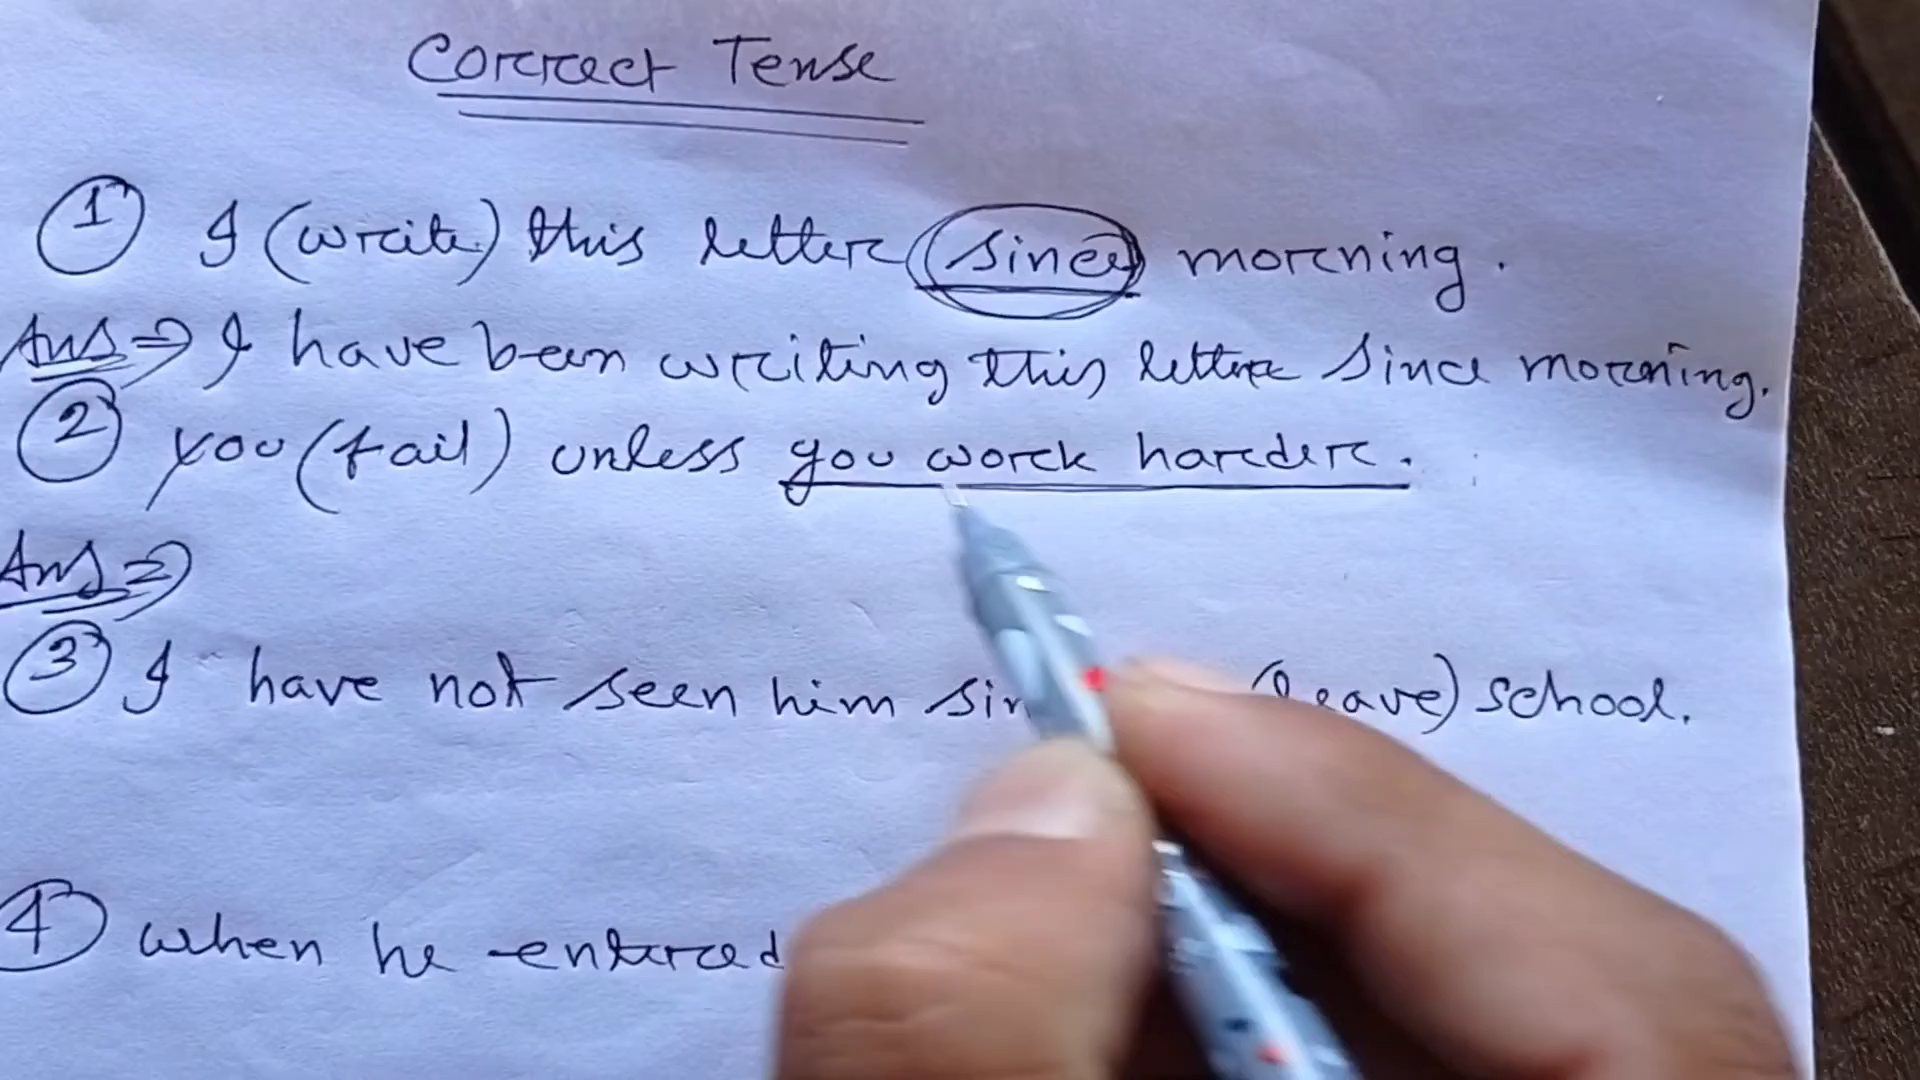 Correct Tense
1 I (write) this letter (since) morning.
Ans⇒ I have been writing this letter since morning.
2 you (fail) unless you work harder.
Ans⇒
3 I have not seen him (leave) school.
4 when he entered